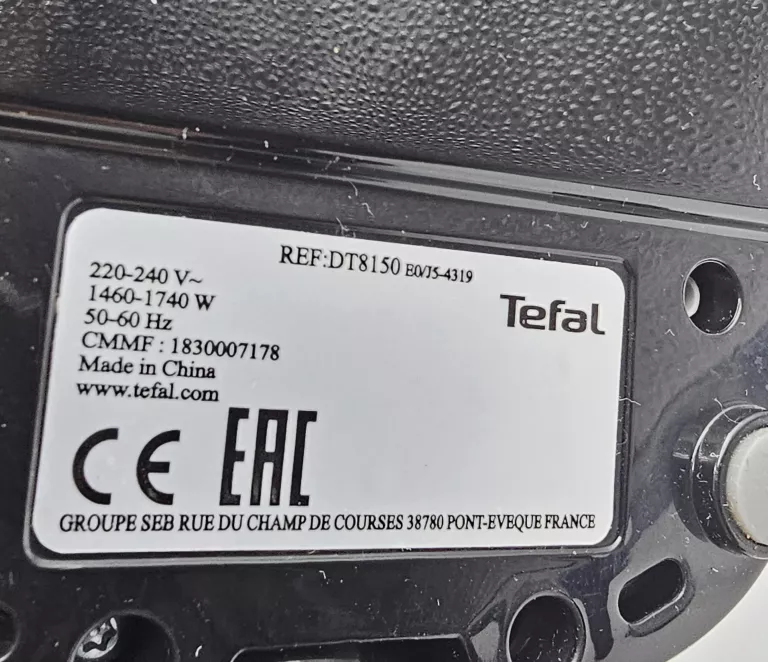 REF:DT8150 E0/J5-4319
220-240 V~
1460-1740 W
50-60 Hz
CMMF : 1830007178
Made in China
www.tefal.com
Tefal
CE EAC
GROUPE SEB RUE DU CHAMP DE COURSES 38780 PONT-EVEQUE FRANCE